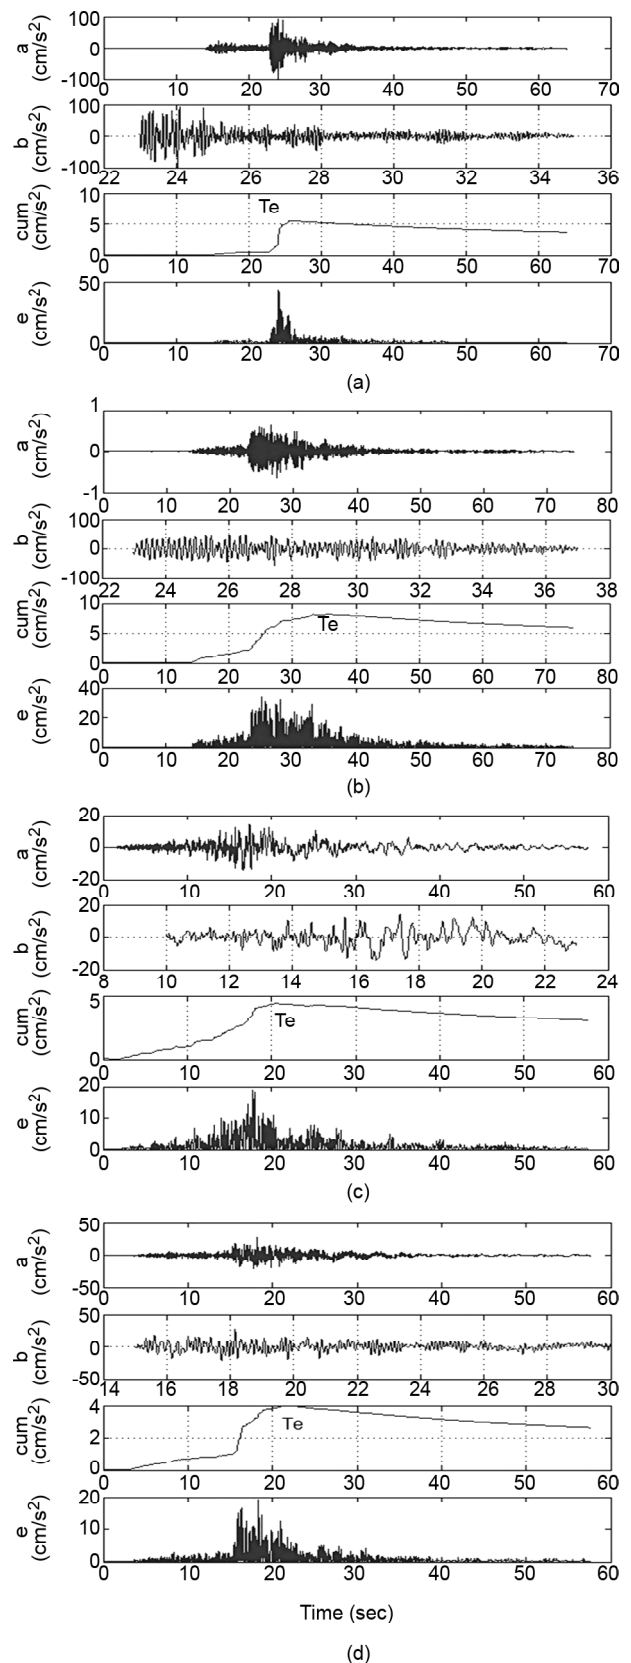 100
a (cm/s²) 0
-100
0 10 20 30 40 50 60 70
100
b (cm/s²) 0
-100
22 24 26 28 30 32 34 36
10
Te
cum (cm/s²) 5
0
0 10 20 30 40 50 60 70
50
e (cm/s²)
0
0 10 20 30 40 50 60 70
(a)
1
a (cm/s²) 0
-1
0 10 20 30 40 50 60 70 80
100
b (cm/s²) 0
-100
22 24 26 28 30 32 34 36 38
10
cum (cm/s²) 5
Te
0
0 10 20 30 40 50 60 70 80
40
e (cm/s²) 20
0
0 10 20 30 40 50 60 70 80
(b)
20
a (cm/s²) 0
-20
0 10 20 30 40 50 60
20
b (cm/s²) 0
-20
8 10 12 14 16 18 20 22 24
5
cum (cm/s²)
Te
0
0 10 20 30 40 50 60
20
e (cm/s²) 10
0
0 10 20 30 40 50 60
(c)
50
a (cm/s²) 0
-50
0 10 20 30 40 50 60
50
b (cm/s²) 0
-50
14 16 18 20 22 24 26 28 30
4
Te
cum (cm/s²) 2
0
0 10 20 30 40 50 60
20
e (cm/s²) 10
0
0 10 20 30 40 50 60
Time (sec)
(d)